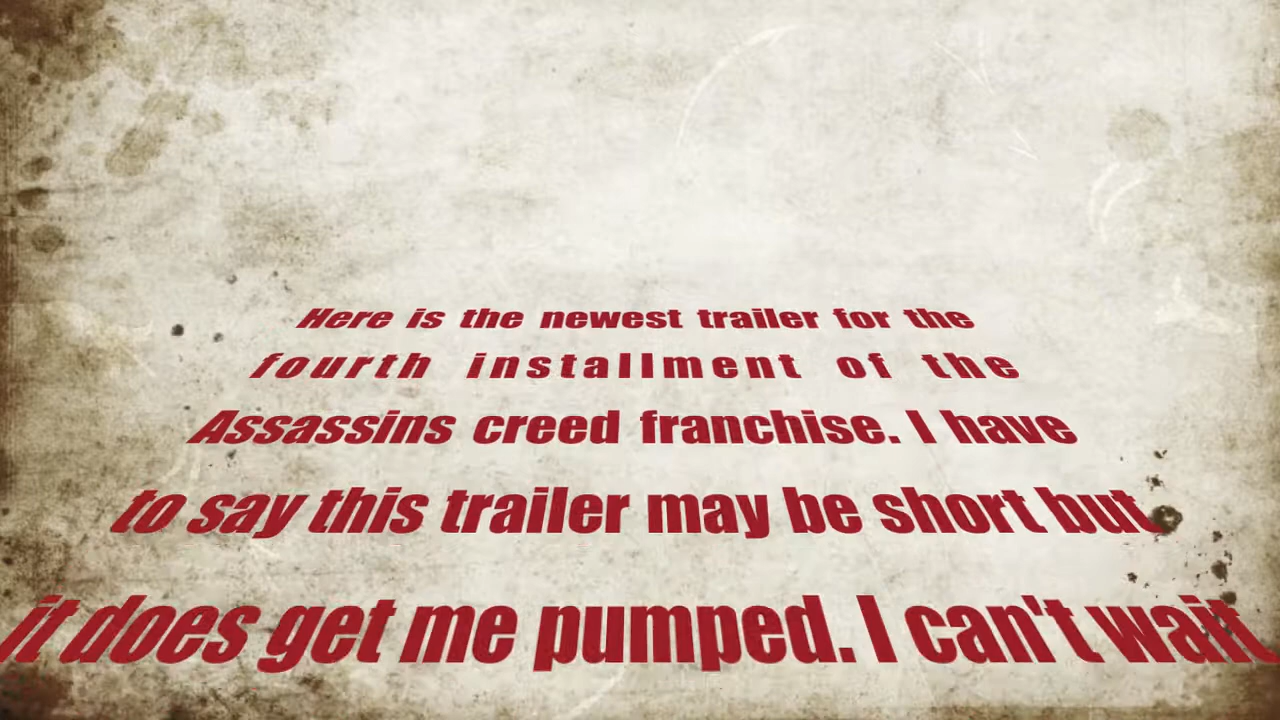 Here is the newest trailer for the
fourth installment of the
Assassins creed franchise. I have
to say this trailer may be short but
it does get me pumped. I can't wait